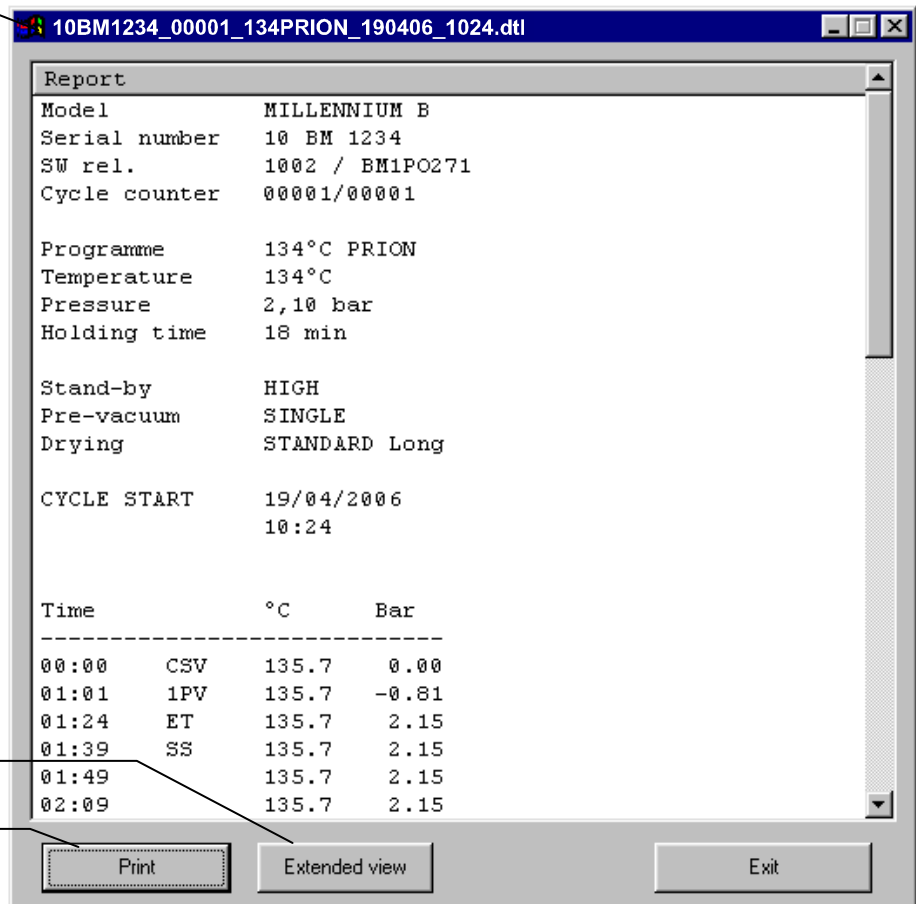 10BM1234_00001_134PRION_190406_1024.dtl
Report
Model MILLENNIUM B
Serial number 10 BM 1234
SW rel. 1002 / BM1PO271
Cycle counter 00001/00001
Programme 134°C PRION
Temperature 134°C
Pressure 2,10 bar
Holding time 18 min
Stand-by HIGH
Pre-vacuum SINGLE
Drying STANDARD Long
CYCLE START 19/04/2006
10:24
Time °C Bar
-----------------------------
00:00 CSV 135.7 0.00
01:01 1PV 135.7 -0.81
01:24 ET 135.7 2.15
01:39 SS 135.7 2.15
01:49 135.7 2.15
02:09 135.7 2.15
Print Extended view Exit